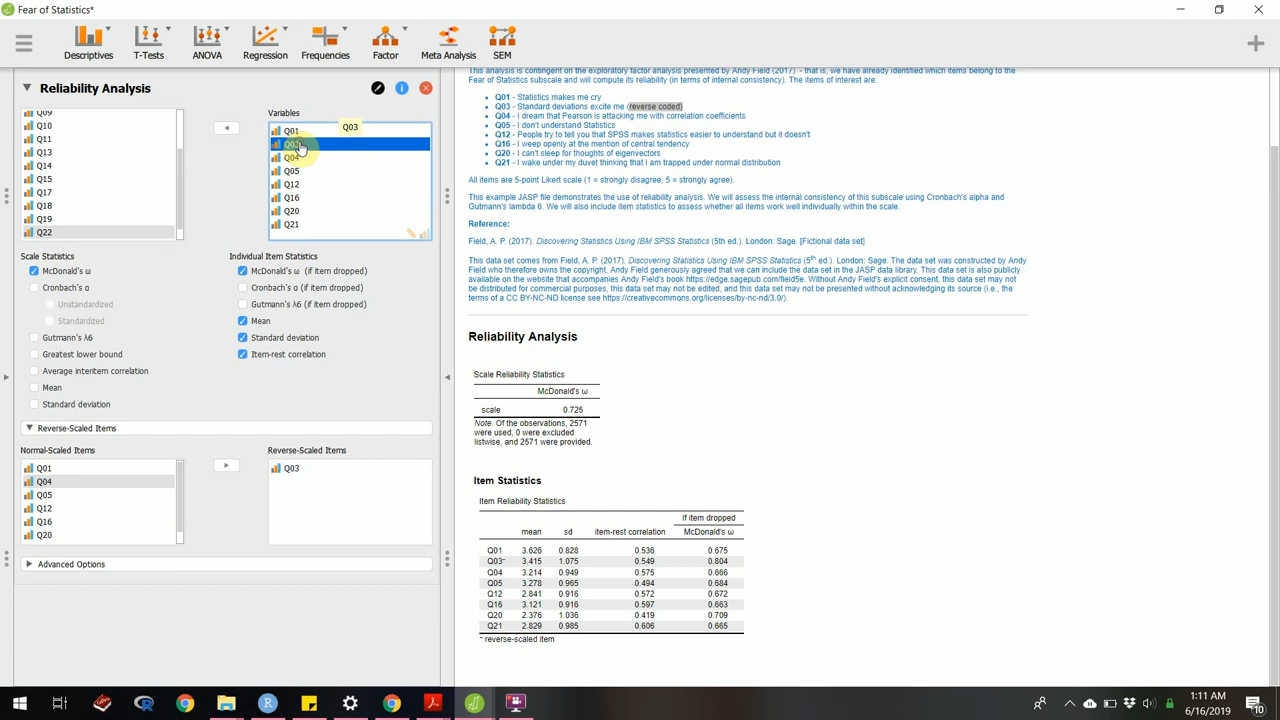 Fear of Statistics*
Descriptives
T-Tests
ANOVA
Regression
Frequencies
Factor
Meta Analysis
SEM
Reliability Analysis
Q09
Q10
Q11
Q13
Q14
Q15
Q17
Q18
Q19
Q22
Variables
Q03
Q01
Q04
Q05
Q12
Q16
Q20
Q21
Scale Statistics
McDonald's ω
Cronbach's α
Unstandardized
Standardized
Gutmann's λ6
Greatest lower bound
Average interitem correlation
Mean
Standard deviation
Individual Item Statistics
McDonald's ω (if item dropped)
Cronbach's α (if item dropped)
Gutmann's λ6 (if item dropped)
Mean
Standard deviation
Item-rest correlation
Reverse-Scaled Items
Normal-Scaled Items
Q01
Q04
Q05
Q12
Q16
Q20
Reverse-Scaled Items
Q03
Advanced Options
This analysis is contingent on the exploratory factor analysis presented by Andy Field (2017) - that is, we have already identified which items belong to the
Fear of Statistics subscale and will compute its reliability (in terms of internal consistency). The items of interest are:
• Q01 - Statistics makes me cry
• Q03 - Standard deviations excite me (reverse coded)
• Q04 - I dream that Pearson is attacking me with correlation coefficients
• Q05 - I don't understand Statistics
• Q12 - People try to tell you that SPSS makes statistics easier to understand but it doesn't
• Q16 - I weep openly at the mention of central tendency
• Q20 - I can't sleep for thoughts of eigenvectors
• Q21 - I wake under my duvet thinking that I am trapped under normal distribution
All items are 5-point Likert scale (1 = strongly disagree, 5 = strongly agree).
This example JASP file demonstrates the use of reliability analysis. We will assess the internal consistency of this subscale using Cronbach's alpha and
Gutmann's lambda 6. We will also include item statistics to assess whether all items work well individually within the scale.
Reference:
Field, A. P. (2017). Discovering Statistics Using IBM SPSS Statistics (5th ed.). London: Sage. [Fictional data set]
This data set comes from Field, A. P. (2017). Discovering Statistics Using IBM SPSS Statistics (5th ed.). London: Sage. The data set was constructed by Andy
Field who therefore owns the copyright. Andy Field generously agreed that we can include the data set in the JASP data library. This data set is also publicly
available on the website that accompanies Andy Field's book https://edge.sagepub.com/field5e. Without Andy Field's explicit consent, this data set may not
be distributed for commercial purposes, this data set may not be edited, and this data set may not be presented without acknowledging its source (i.e., the
terms of a CC BY-NC-ND license see https://creativecommons.org/licenses/by-nc-nd/3.0/).
Reliability Analysis
Scale Reliability Statistics
McDonald's ω
scale 0.725
Note. Of the observations, 2571
were used, 0 were excluded
listwise, and 2571 were provided.
Item Statistics
Item Reliability Statistics
If item dropped
mean sd item-rest correlation McDonald's ω
Q01 3.626 0.828 0.536 0.675
Q03⁻ 3.415 1.075 0.549 0.804
Q04 3.214 0.949 0.575 0.666
Q05 3.278 0.965 0.494 0.684
Q12 2.841 0.916 0.572 0.672
Q16 3.121 0.916 0.597 0.663
Q20 2.376 1.036 0.419 0.709
Q21 2.829 0.985 0.606 0.665
⁻ reverse-scaled item
1:11 AM
6/16/2019
10